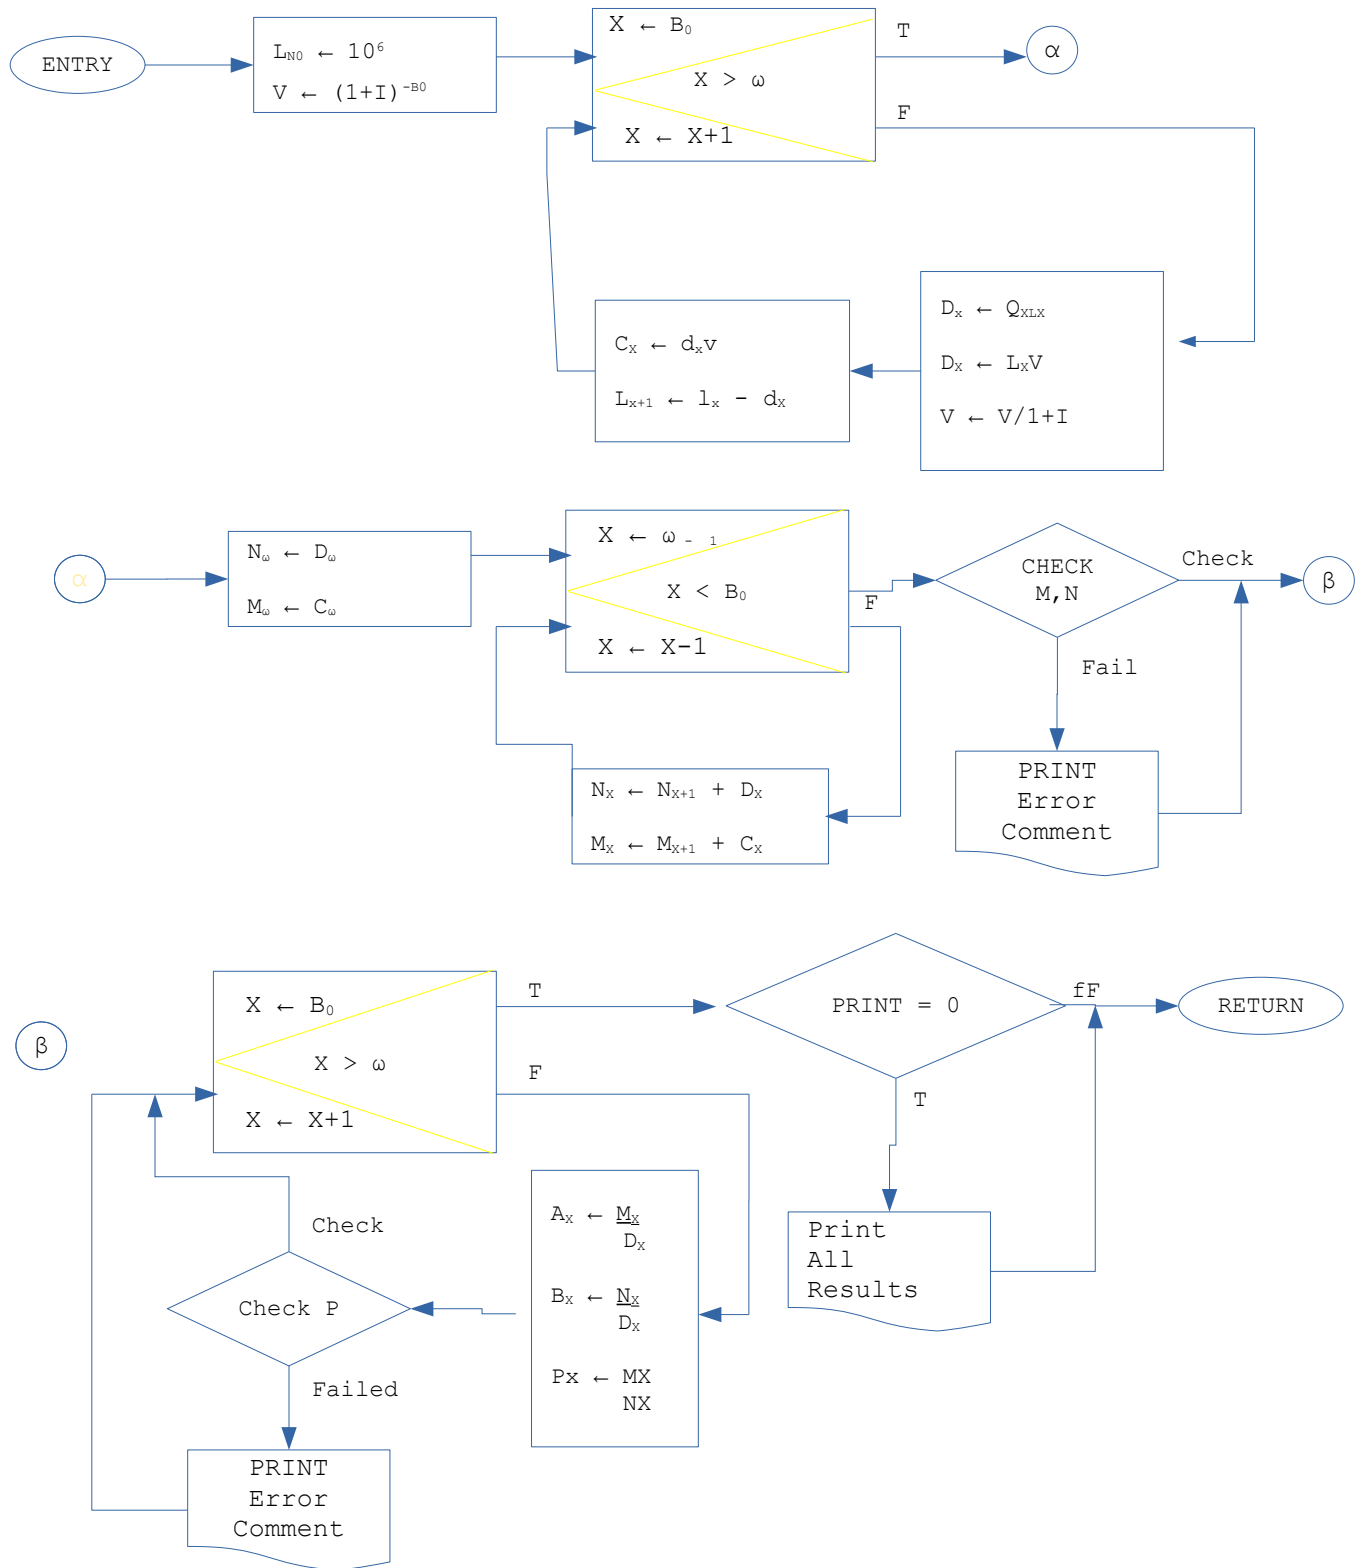 ENTRY
L_N0 ← 10⁶
V ← (1+I)^-B0
X ← B₀
X > ω
X ← X+1
T
F
α
D_x ← Q_XLX
D_X ← L_XV
V ← V/1+I
C_X ← d_xv
L_x+1 ← l_x - d_X
α
N_ω ← D_ω
M_ω ← C_ω
X ← ω - 1
X < B₀
X ← X-1
F
CHECK
M,N
Check
β
Fail
PRINT
Error
Comment
N_X ← N_X+1 + D_X
M_X ← M_X+1 + C_X
β
X ← B₀
X > ω
X ← X+1
T
F
PRINT = 0
fF
RETURN
T
Print
All
Results
A_X ← M_X
D_X
B_X ← N_X
D_X
Px ← MX
NX
Check
Check P
Failed
PRINT
Error
Comment